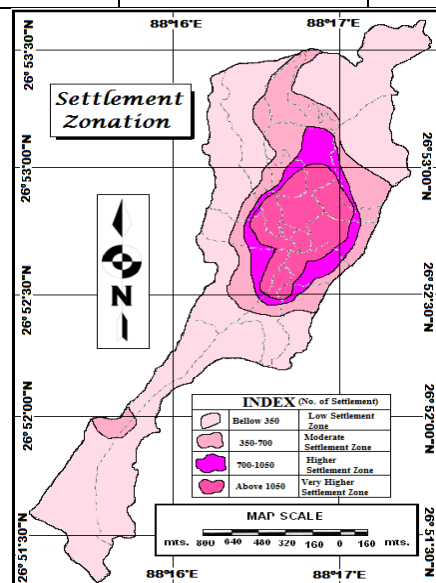 88°16'E 88°17'E
26°53'30"N
26°53'30"N
Settlement
Zonation
26°53'00"N
26°53'00"N
N
26°52'30"N
26°52'30"N
26°52'00"N
26°52'00"N
INDEX (No. of Settlement)
Bellow 350 Low Settlement Zone
350-700 Moderate Settlement Zone
700-1050 Higher Settlement Zone
Above 1050 Very Higher Settlement Zone
MAP SCALE
mts. 800 640 480 320 160 0 160 mts.
26°51'30"N
26°51'30"N
88°16'E 88°17'E